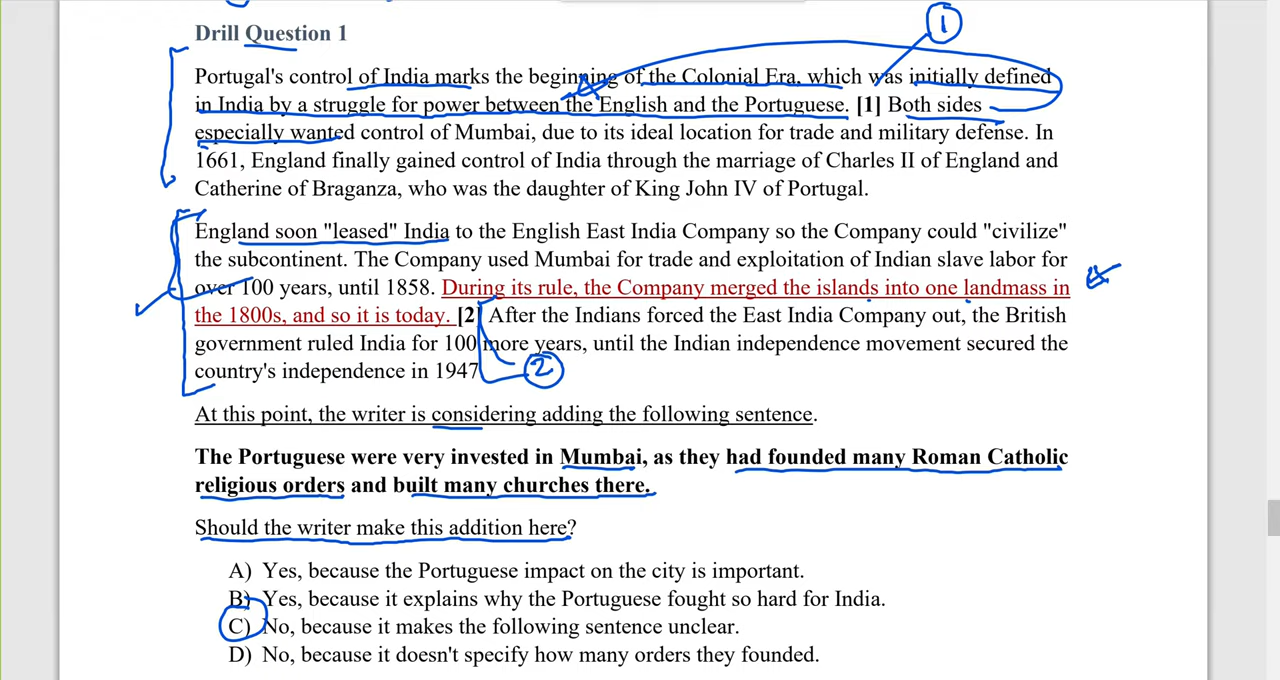 Drill Question 1
1
Portugal's control of India marks the beginning of the Colonial Era, which was initially defined
in India by a struggle for power between the English and the Portuguese. [1] Both sides
especially wanted control of Mumbai, due to its ideal location for trade and military defense. In
1661, England finally gained control of India through the marriage of Charles II of England and
Catherine of Braganza, who was the daughter of King John IV of Portugal.
England soon "leased" India to the English East India Company so the Company could "civilize"
the subcontinent. The Company used Mumbai for trade and exploitation of Indian slave labor for
over 100 years, until 1858. During its rule, the Company merged the islands into one landmass in
the 1800s, and so it is today. [2] After the Indians forced the East India Company out, the British
government ruled India for 100 more years, until the Indian independence movement secured the
country's independence in 1947
2
At this point, the writer is considering adding the following sentence.
The Portuguese were very invested in Mumbai, as they had founded many Roman Catholic
religious orders and built many churches there.
Should the writer make this addition here?
A) Yes, because the Portuguese impact on the city is important.
B) Yes, because it explains why the Portuguese fought so hard for India.
C) No, because it makes the following sentence unclear.
D) No, because it doesn't specify how many orders they founded.